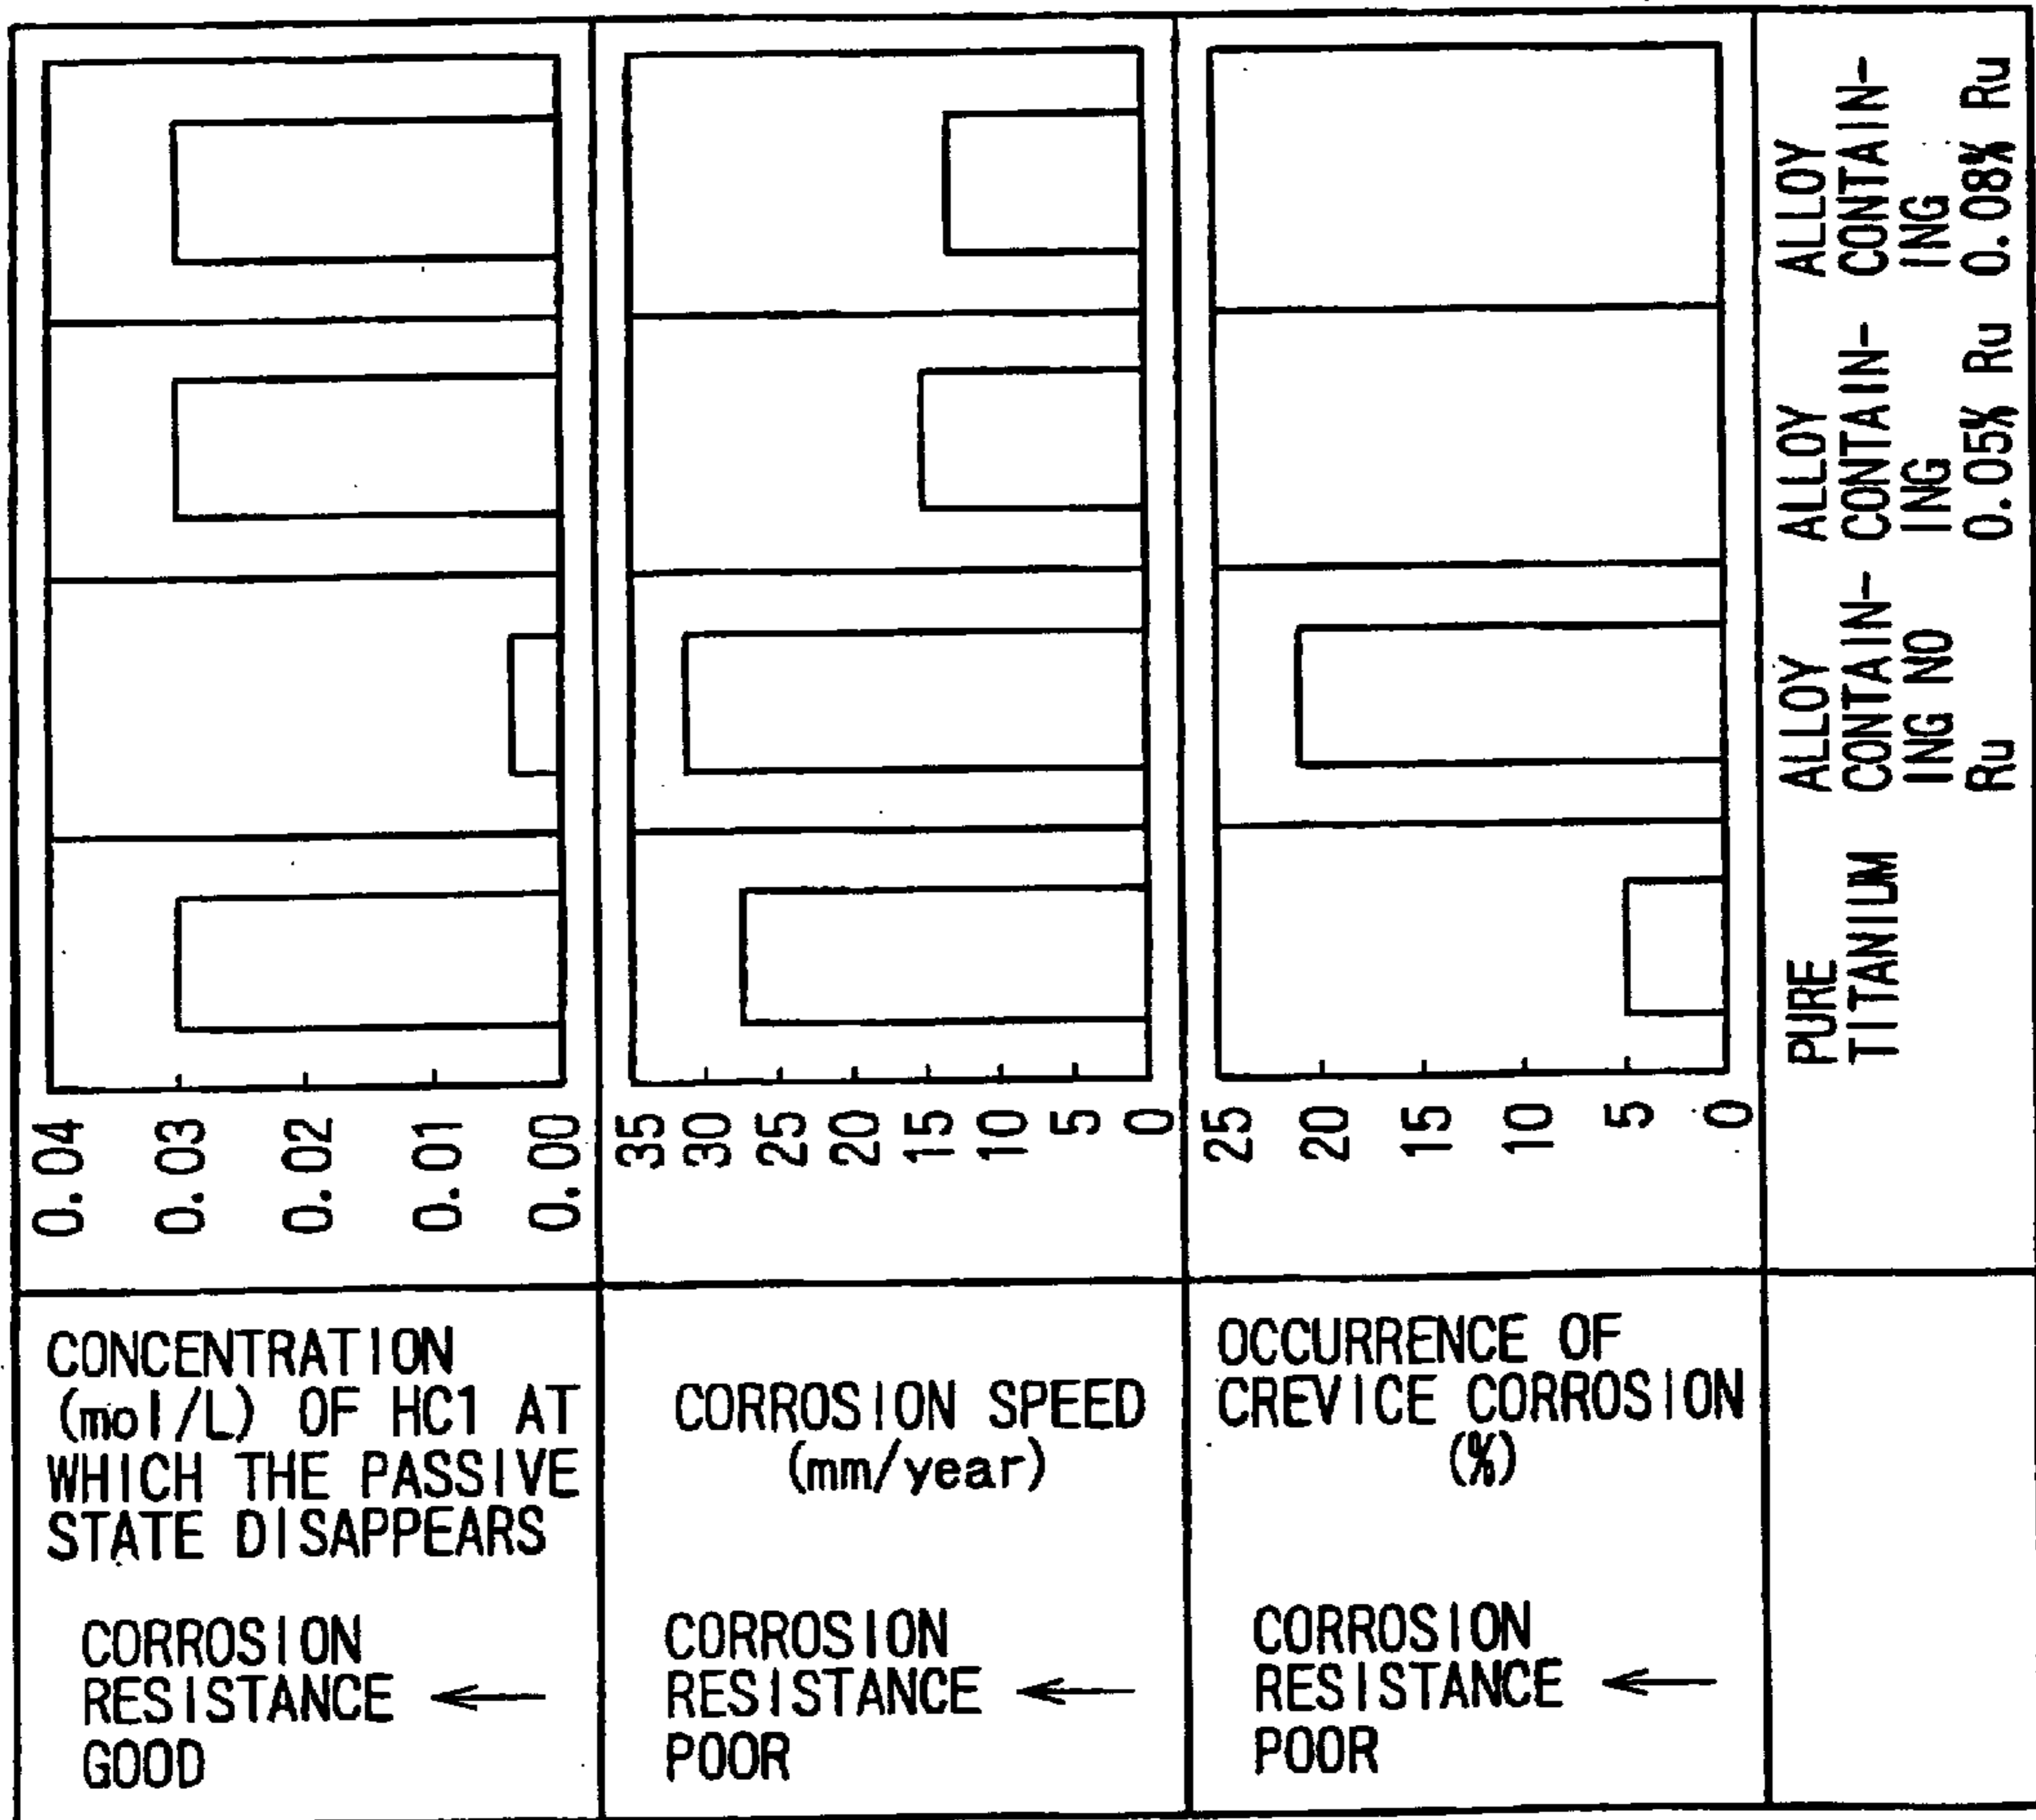 CONCENTRATION
(mol/L) OF HC1 AT
WHICH THE PASSIVE
STATE DISAPPEARS
CORROSION
RESISTANCE
GOOD
0.04
0.03
0.02
0.01
0.00
CORROSION SPEED
(mm/year)
CORROSION
RESISTANCE
POOR
35
30
25
20
15
10
5
0
OCCURRENCE OF
CREVICE CORROSION
(%)
CORROSION
RESISTANCE
POOR
25
20
15
10
5
0
PURE
TITANIUM
ALLOY
CONTAIN-
ING NO
Ru
ALLOY
CONTAIN-
ING
0.05% Ru
ALLOY
CONTAIN-
ING
0.08% Ru